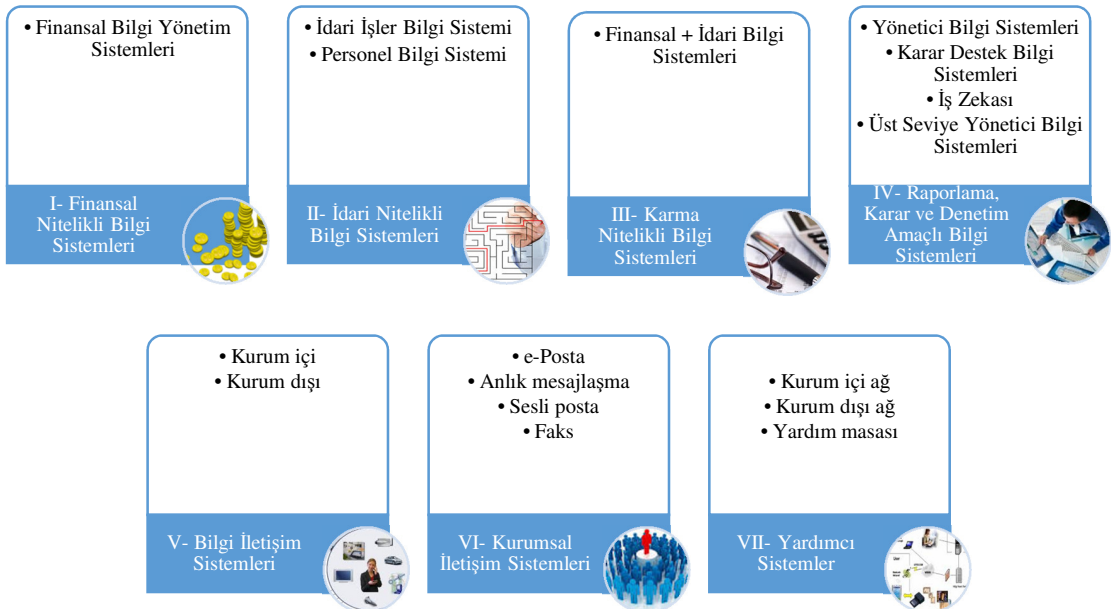 • Finansal Bilgi Yönetim
Sistemleri
I- Finansal
Nitelikli Bilgi
Sistemleri
• İdari İşler Bilgi Sistemi
• Personel Bilgi Sistemi
II- İdari Nitelikli
Bilgi Sistemleri
• Finansal + İdari Bilgi
Sistemleri
III- Karma
Nitelikli Bilgi
Sistemleri
• Yönetici Bilgi Sistemleri
• Karar Destek Bilgi
Sistemleri
• İş Zekası
• Üst Seviye Yönetici Bilgi
Sistemleri
IV- Raporlama,
Karar ve Denetim
Amaçlı Bilgi
Sistemleri
• Kurum içi
• Kurum dışı
V- Bilgi İletişim
Sistemleri
• e-Posta
• Anlık mesajlaşma
• Sesli posta
• Faks
VI- Kurumsal
İletişim Sistemleri
• Kurum içi ağ
• Kurum dışı ağ
• Yardım masası
VII- Yardımcı
Sistemler